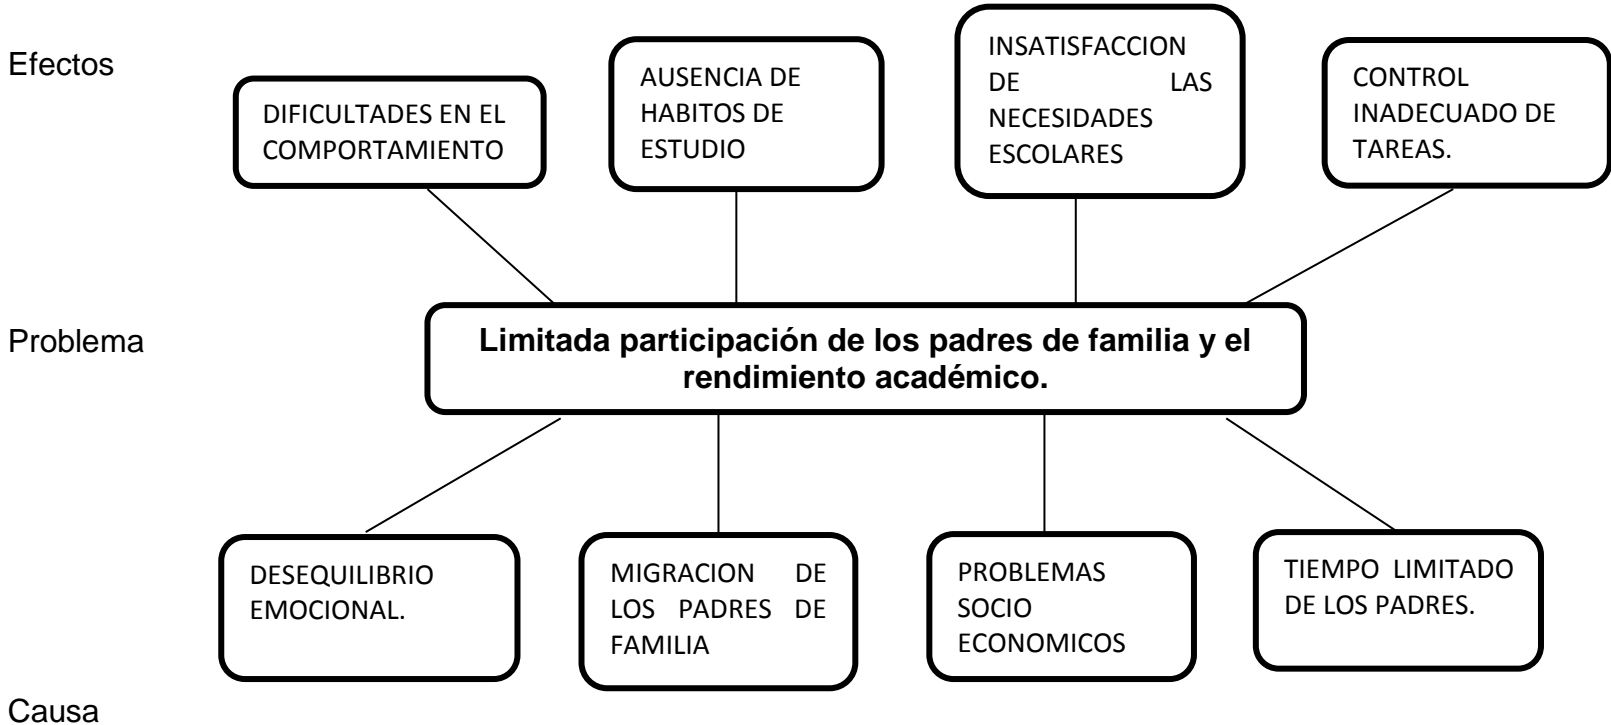 Efectos
DIFICULTADES EN EL
COMPORTAMIENTO
AUSENCIA DE
HABITOS DE
ESTUDIO
INSATISFACCION
DE LAS
NECESIDADES
ESCOLARES
CONTROL
INADECUADO DE
TAREAS.
Problema
Limitada participación de los padres de familia y el
rendimiento académico.
DESEQUILIBRIO
EMOCIONAL.
MIGRACION DE
LOS PADRES DE
FAMILIA
PROBLEMAS
SOCIO
ECONOMICOS
TIEMPO LIMITADO
DE LOS PADRES.
Causa